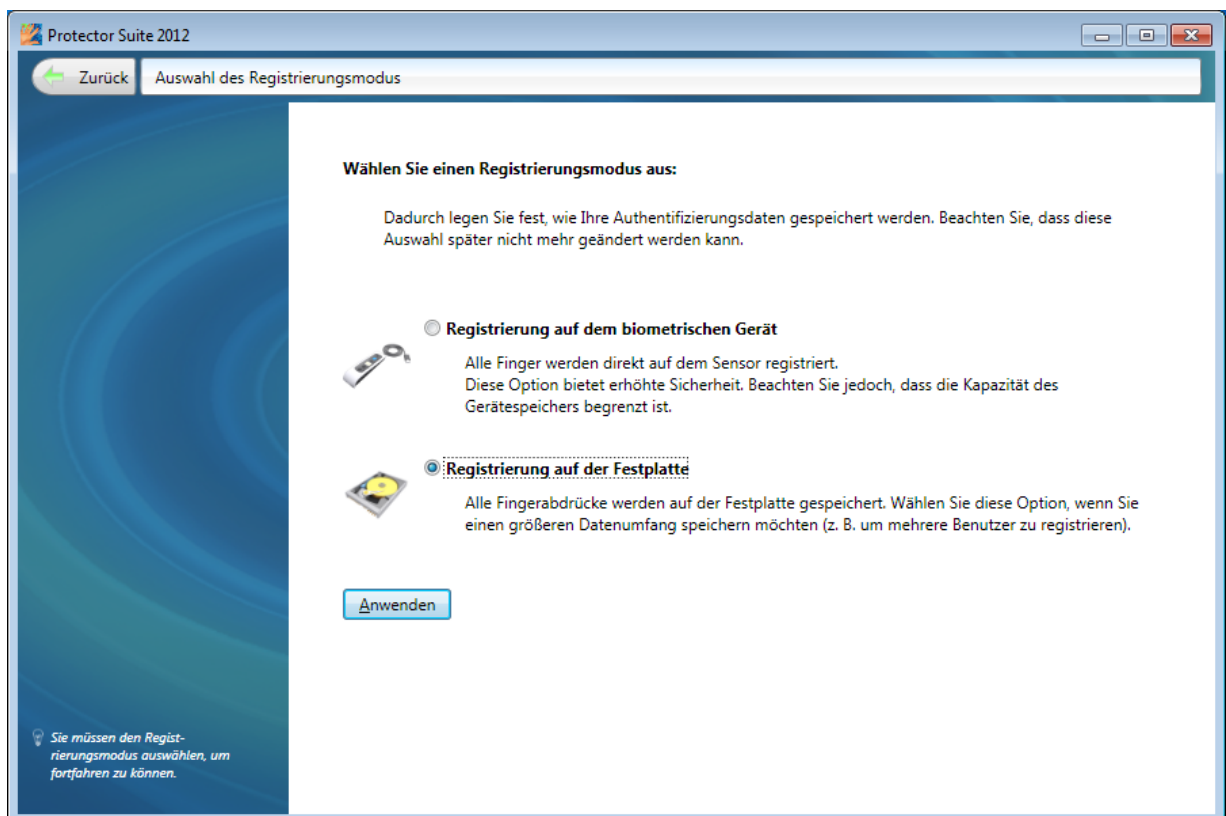 Protector Suite 2012
Zurück
Auswahl des Registrierungsmodus
Wählen Sie einen Registrierungsmodus aus:
Dadurch legen Sie fest, wie Ihre Authentifizierungsdaten gespeichert werden. Beachten Sie, dass diese
Auswahl später nicht mehr geändert werden kann.
Registrierung auf dem biometrischen Gerät
Alle Finger werden direkt auf dem Sensor registriert.
Diese Option bietet erhöhte Sicherheit. Beachten Sie jedoch, dass die Kapazität des
Gerätespeichers begrenzt ist.
Registrierung auf der Festplatte
Alle Fingerabdrücke werden auf der Festplatte gespeichert. Wählen Sie diese Option, wenn Sie
einen größeren Datenumfang speichern möchten (z. B. um mehrere Benutzer zu registrieren).
Anwenden
Sie müssen den Regist-
rierungsmodus auswählen, um
fortfahren zu können.